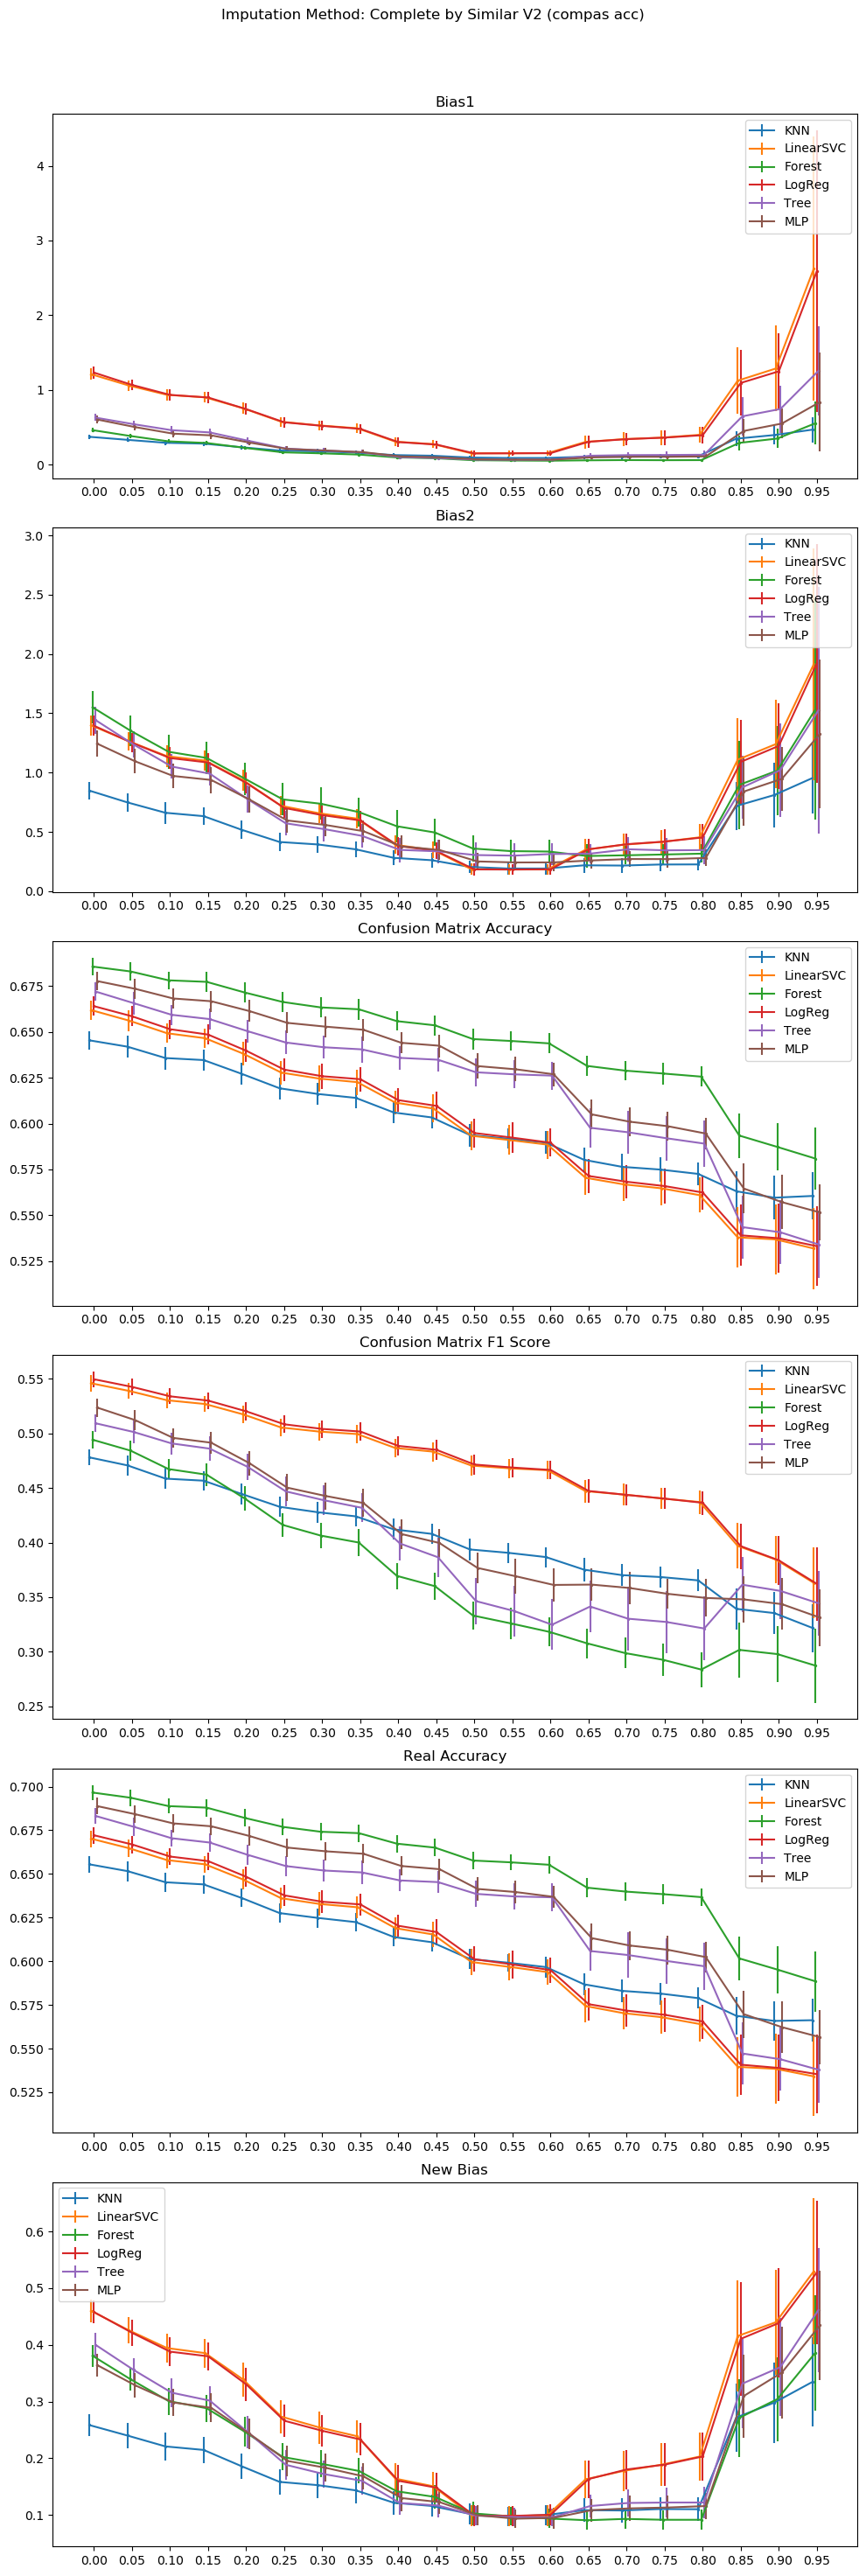 Imputation Method: Complete by Similar V2 (compas acc)
Bias1
KNN
LinearSVC
Forest
LogReg
Tree
MLP
4
3
2
1
0
0.00 0.05 0.10 0.15 0.20 0.25 0.30 0.35 0.40 0.45 0.50 0.55 0.60 0.65 0.70 0.75 0.80 0.85 0.90 0.95
Bias2
KNN
LinearSVC
Forest
LogReg
Tree
MLP
3.0
2.5
2.0
1.5
1.0
0.5
0.0
0.00 0.05 0.10 0.15 0.20 0.25 0.30 0.35 0.40 0.45 0.50 0.55 0.60 0.65 0.70 0.75 0.80 0.85 0.90 0.95
Confusion Matrix Accuracy
KNN
LinearSVC
Forest
LogReg
Tree
MLP
0.675
0.650
0.625
0.600
0.575
0.550
0.525
0.00 0.05 0.10 0.15 0.20 0.25 0.30 0.35 0.40 0.45 0.50 0.55 0.60 0.65 0.70 0.75 0.80 0.85 0.90 0.95
Confusion Matrix F1 Score
KNN
LinearSVC
Forest
LogReg
Tree
MLP
0.55
0.50
0.45
0.40
0.35
0.30
0.25
0.00 0.05 0.10 0.15 0.20 0.25 0.30 0.35 0.40 0.45 0.50 0.55 0.60 0.65 0.70 0.75 0.80 0.85 0.90 0.95
Real Accuracy
KNN
LinearSVC
Forest
LogReg
Tree
MLP
0.700
0.675
0.650
0.625
0.600
0.575
0.550
0.525
0.00 0.05 0.10 0.15 0.20 0.25 0.30 0.35 0.40 0.45 0.50 0.55 0.60 0.65 0.70 0.75 0.80 0.85 0.90 0.95
New Bias
KNN
LinearSVC
Forest
LogReg
Tree
MLP
0.6
0.5
0.4
0.3
0.2
0.1
0.00 0.05 0.10 0.15 0.20 0.25 0.30 0.35 0.40 0.45 0.50 0.55 0.60 0.65 0.70 0.75 0.80 0.85 0.90 0.95